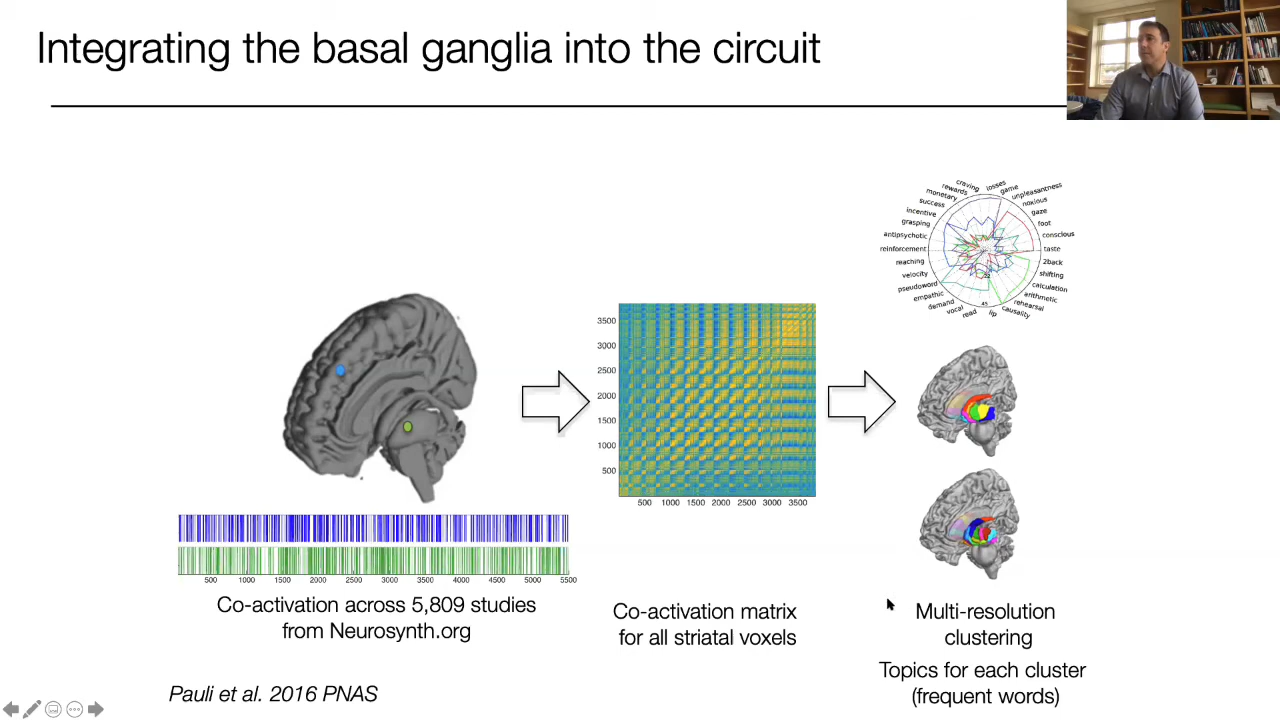 Integrating the basal ganglia into the circuit
craving
losses
rewards
game
monetary
unpleasantness
success
noxious
incentive
gaze
grasping
foot
antipsychotic
conscious
reinforcement
taste
reaching
2back
velocity
shifting
pseudoword
calculation
empathic
arithmetic
demand
rehearsal
vocal
causality
read
lip
22
45
3500
3000
2500
2000
1500
1000
500
500 1000 1500 2000 2500 3000 3500
500 1000 1500 2000 2500 3000 3500 4000 4500 5000 5500
Co-activation across 5,809 studies
from Neurosynth.org
Co-activation matrix
for all striatal voxels
Multi-resolution
clustering
Topics for each cluster
(frequent words)
Pauli et al. 2016 PNAS